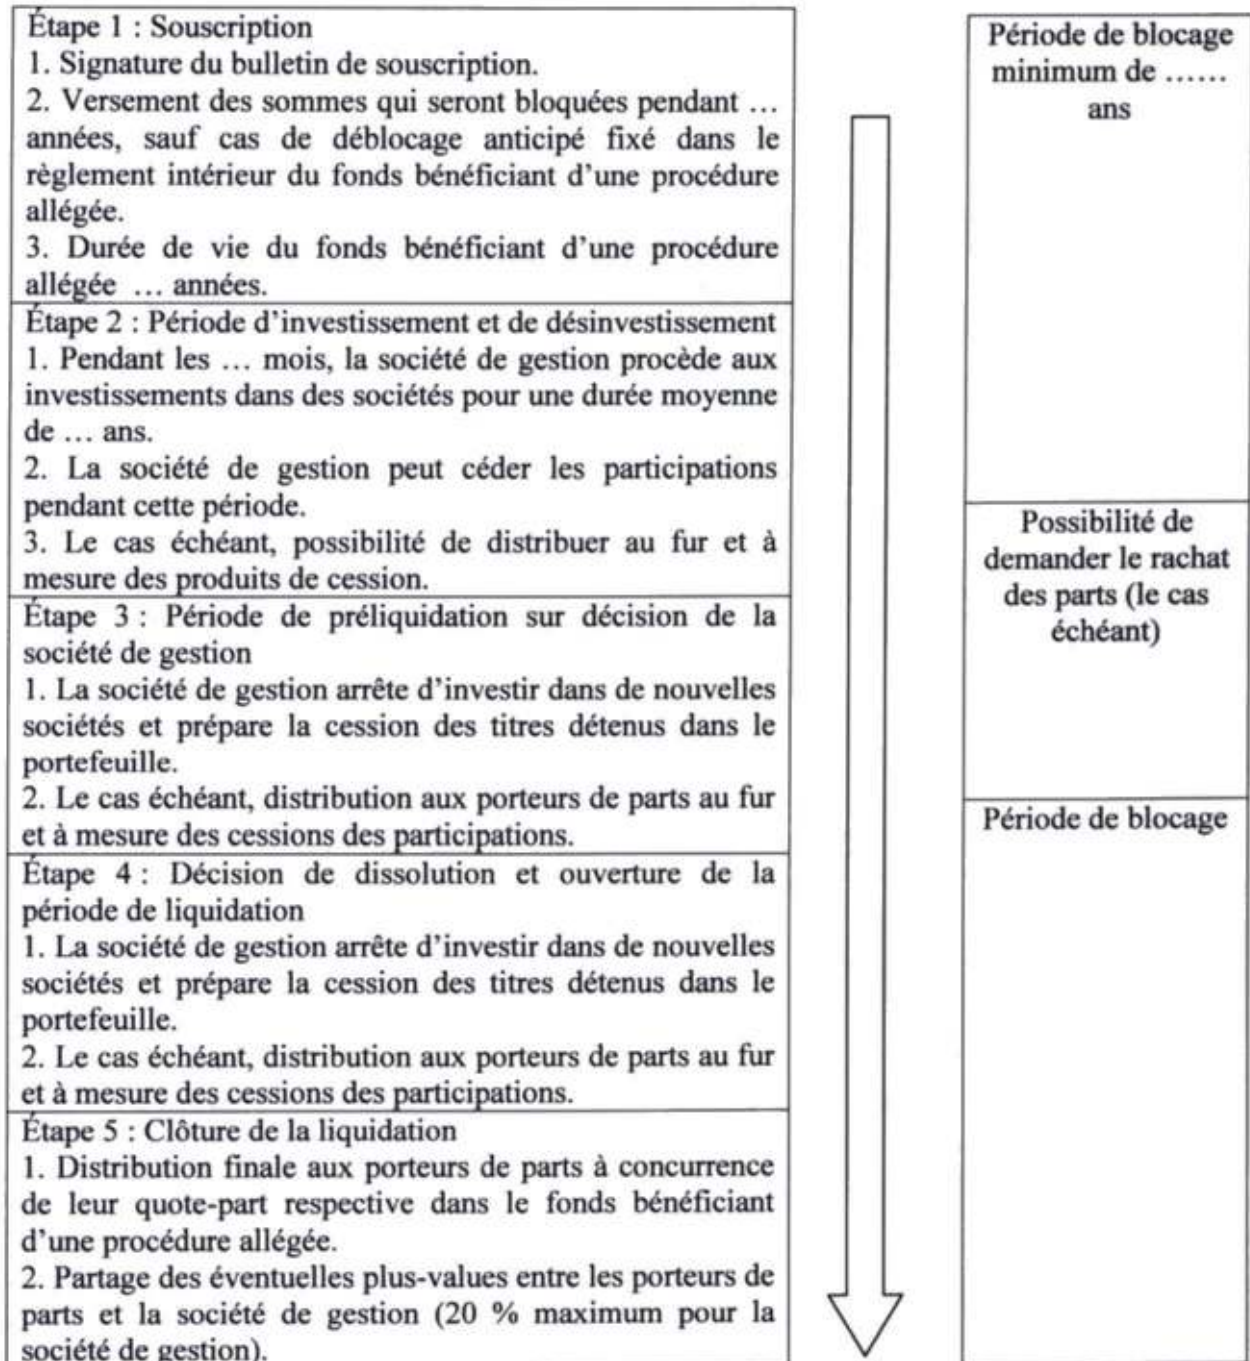 Étape 1 : Souscription
1. Signature du bulletin de souscription.
2. Versement des sommes qui seront bloquées pendant …
années, sauf cas de déblocage anticipé fixé dans le
règlement intérieur du fonds bénéficiant d’une procédure
allégée.
3. Durée de vie du fonds bénéficiant d’une procédure
allégée … années.
Étape 2 : Période d’investissement et de désinvestissement
1. Pendant les … mois, la société de gestion procède aux
investissements dans des sociétés pour une durée moyenne
de … ans.
2. La société de gestion peut céder les participations
pendant cette période.
3. Le cas échéant, possibilité de distribuer au fur et à
mesure des produits de cession.
Étape 3 : Période de préliquidation sur décision de la
société de gestion
1. La société de gestion arrête d’investir dans de nouvelles
sociétés et prépare la cession des titres détenus dans le
portefeuille.
2. Le cas échéant, distribution aux porteurs de parts au fur
et à mesure des cessions des participations.
Étape 4 : Décision de dissolution et ouverture de la
période de liquidation
1. La société de gestion arrête d’investir dans de nouvelles
sociétés et prépare la cession des titres détenus dans le
portefeuille.
2. Le cas échéant, distribution aux porteurs de parts au fur
et à mesure des cessions des participations.
Étape 5 : Clôture de la liquidation
1. Distribution finale aux porteurs de parts à concurrence
de leur quote-part respective dans le fonds bénéficiant
d’une procédure allégée.
2. Partage des éventuelles plus-values entre les porteurs de
parts et la société de gestion (20 % maximum pour la
société de gestion).
Période de blocage
minimum de ……
ans
Possibilité de
demander le rachat
des parts (le cas
échéant)
Période de blocage